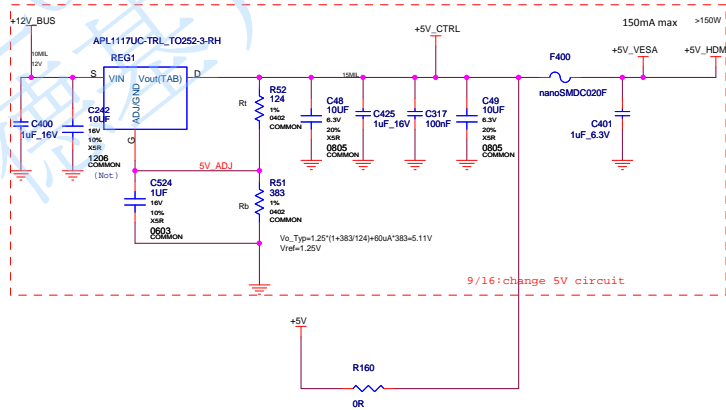 +12V_BUS
10MIL
12V
APL1117UC-TRL_TO252-3-RH
REG1
S
VIN
Vout(TAB)
D
ADJ/GND
G
C400
1uF_16V
C242
10UF
16V
10%
X5R
1206
COMMON
(Not)
C524
1UF
16V
10%
X5R
0603
COMMON
5V_ADJ
Rt
R52
124
1%
0402
COMMON
Rb
R51
383
1%
0402
COMMON
Vo_Typ=1.25*(1+383/124)+60uA*383=5.11V
Vref=1.25V
C48
10UF
6.3V
20%
X5R
0805
COMMON
15MIL
C425
1uF_16V
C317
100nF
+5V_CTRL
C49
10UF
6.3V
20%
X5R
0805
COMMON
F400
nanoSMDC020F
150mA max
>150W
+5V_VESA
+5V_HDM
C401
1uF_6.3V
9/16:change 5V circuit
+5V
R160
0R